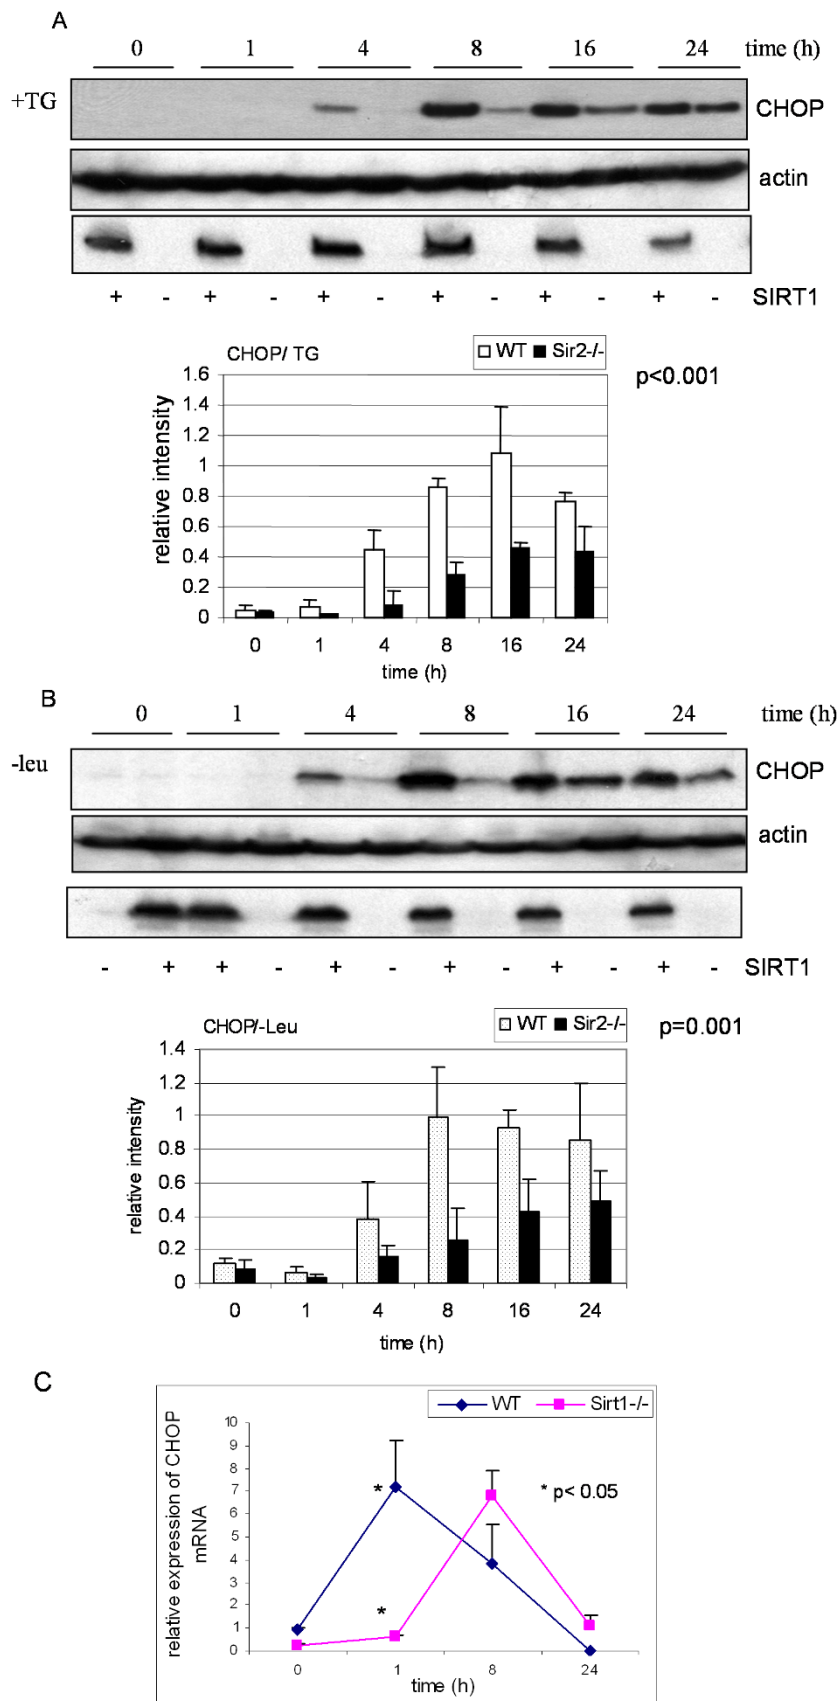 A
0 1 4 8 16 24 time (h)
+TG
CHOP
actin
+ - + - + - + - + - + - SIRT1
CHOP/ TG
WT Sir2-/-
p<0.001
relative intensity
1.6
1.4
1.2
1
0.8
0.6
0.4
0.2
0
0 1 4 8 16 24
time (h)
B
0 1 4 8 16 24 time (h)
-leu
CHOP
actin
- + + - + - + - + - + - SIRT1
CHOP/-Leu
WT Sir2-/-
p=0.001
relative intensity
1.4
1.2
1
0.8
0.6
0.4
0.2
0
0 1 4 8 16 24
time (h)
C
WT Sirt1-/-
relative expression of CHOP
mRNA
10
9
8
7
6
5
4
3
2
1
0
*
*
* p< 0.05
0 1 8 24
time (h)